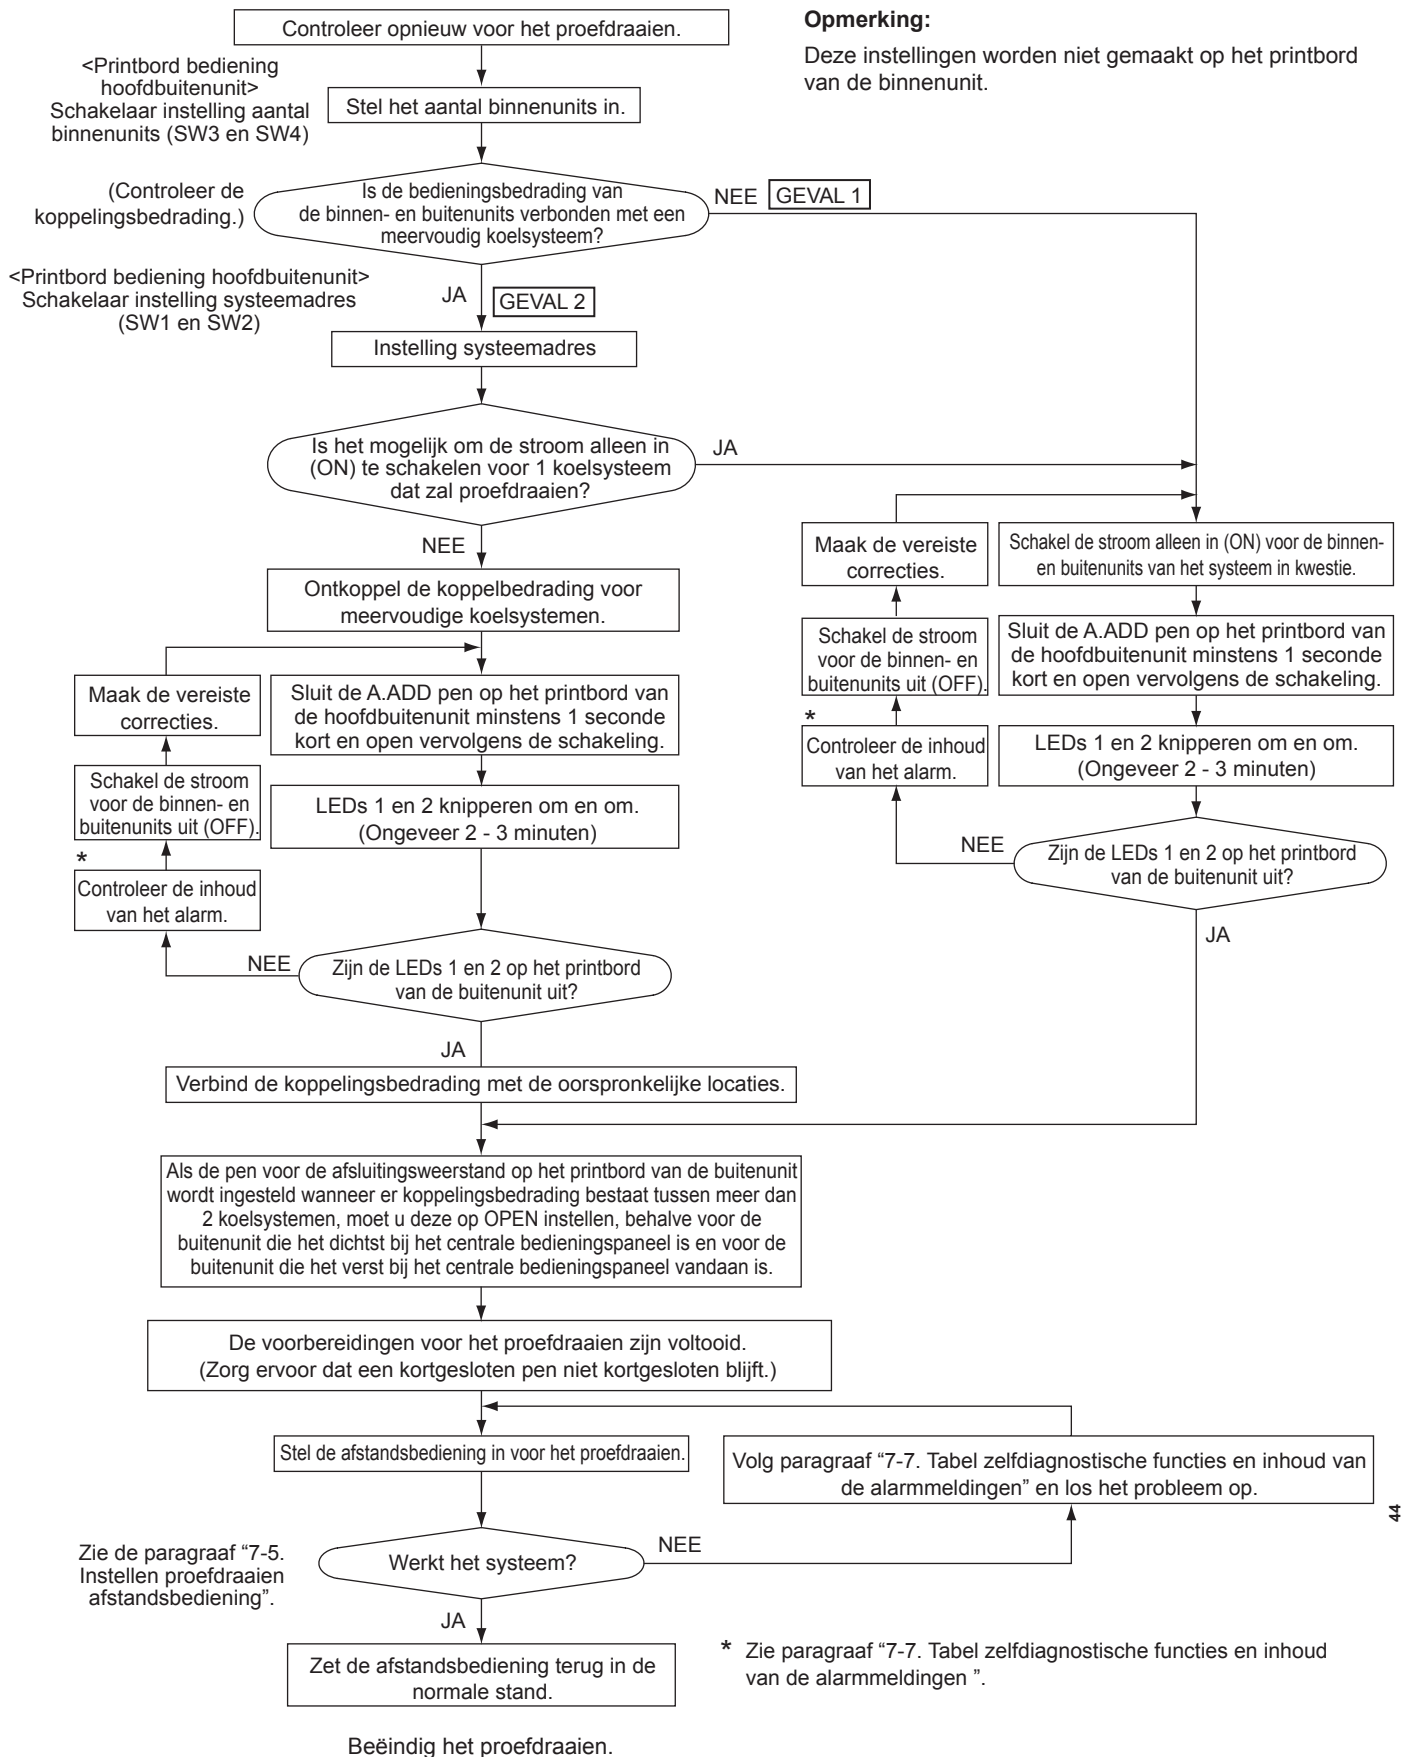 Controleer opnieuw voor het proefdraaien.
Opmerking:
Deze instellingen worden niet gemaakt op het printbord
van de binnenunit.
<Printbord bediening
hoofdbuitenunit>
Schakelaar instelling aantal
binnenunits (SW3 en SW4)
Stel het aantal binnenunits in.
(Controleer de
koppelingsbedrading.)
Is de bedieningsbedrading van
de binnen- en buitenunits verbonden met een
meervoudig koelsysteem?
NEE
GEVAL 1
<Printbord bediening hoofdbuitenunit>
Schakelaar instelling systeemadres
(SW1 en SW2)
JA
GEVAL 2
Instelling systeemadres
Is het mogelijk om de stroom alleen in
(ON) te schakelen voor 1 koelsysteem
dat zal proefdraaien?
JA
NEE
Ontkoppel de koppelbedrading voor
meervoudige koelsystemen.
Maak de vereiste
correcties.
Sluit de A.ADD pen op het printbord van
de hoofdbuitenunit minstens 1 seconde
kort en open vervolgens de schakeling.
Schakel de stroom
voor de binnen- en
buitenunits uit (OFF).
LEDs 1 en 2 knipperen om en om.
(Ongeveer 2 - 3 minuten)
*
Controleer de inhoud
van het alarm.
NEE
Zijn de LEDs 1 en 2 op het printbord
van de buitenunit uit?
JA
Maak de vereiste
correcties.
Schakel de stroom alleen in (ON) voor de binnen-
en buitenunits van het systeem in kwestie.
Schakel de stroom
voor de binnen- en
buitenunits uit (OFF).
Sluit de A.ADD pen op het printbord van
de hoofdbuitenunit minstens 1 seconde
kort en open vervolgens de schakeling.
*
Controleer de inhoud
van het alarm.
LEDs 1 en 2 knipperen om en om.
(Ongeveer 2 - 3 minuten)
NEE
Zijn de LEDs 1 en 2 op het printbord
van de buitenunit uit?
JA
Verbind de koppelingsbedrading met de oorspronkelijke locaties.
Als de pen voor de afsluitingsweerstand op het printbord van de buitenunit
wordt ingesteld wanneer er koppelingsbedrading bestaat tussen meer dan
2 koelsystemen, moet u deze op OPEN instellen, behalve voor de
buitenunit die het dichtst bij het centrale bedieningspaneel is en voor de
buitenunit die het verst bij het centrale bedieningspaneel vandaan is.
De voorbereidingen voor het proefdraaien zijn voltooid.
(Zorg ervoor dat een kortgesloten pen niet kortgesloten blijft.)
Stel de afstandsbediening in voor het proefdraaien.
Volg paragraaf “7-7. Tabel zelfdiagnostische functies en inhoud van
de alarmmeldingen” en los het probleem op.
44
Zie de paragraaf “7-5.
Instellen proefdraaien
afstandsbediening”.
Werkt het systeem?
NEE
JA
Zet de afstandsbediening terug in de
normale stand.
* Zie paragraaf “7-7. Tabel zelfdiagnostische functies en inhoud
van de alarmmeldingen ”.
Beëindig het proefdraaien.